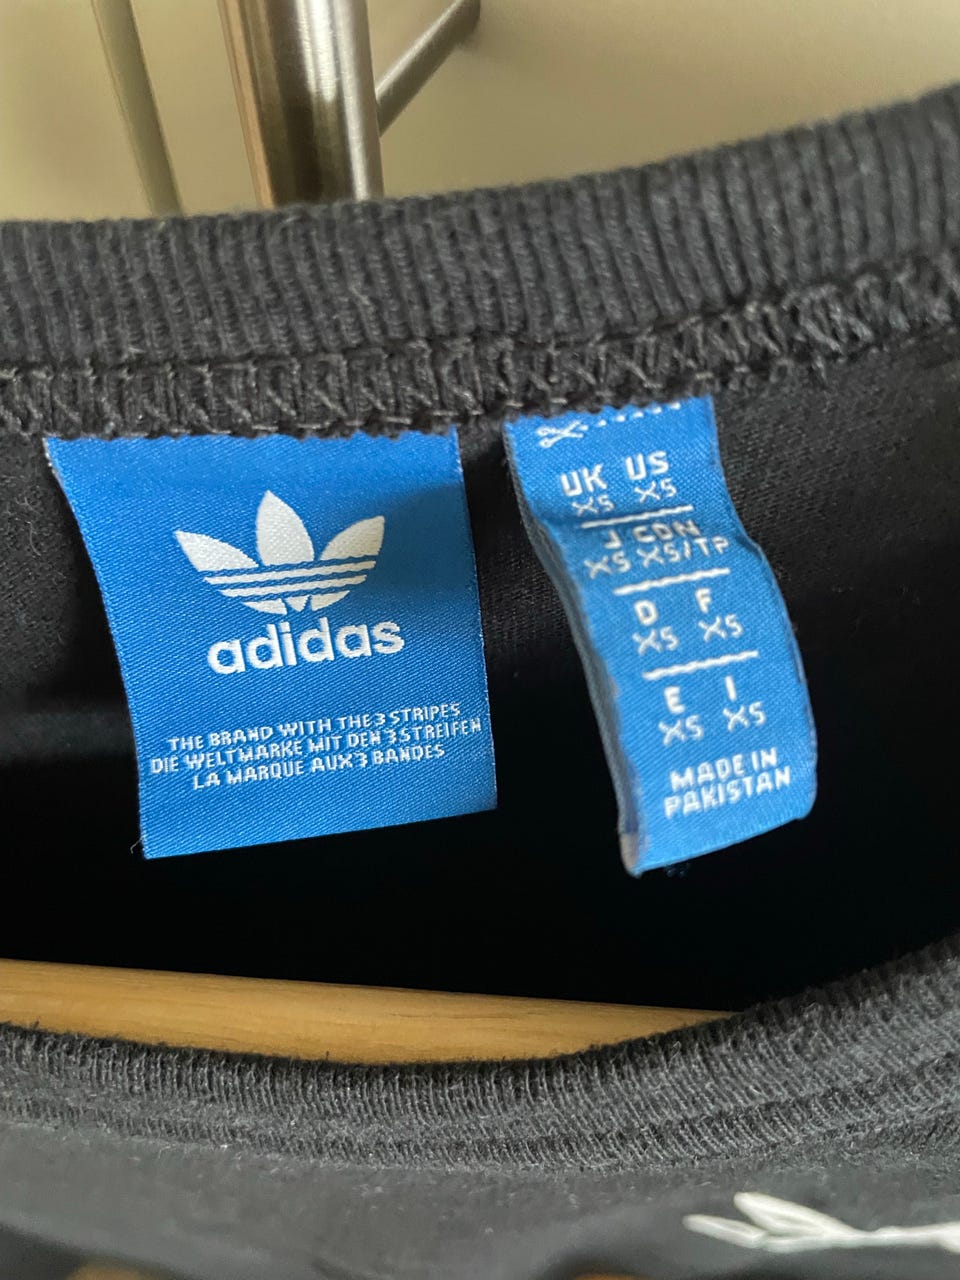 adidas
THE BRAND WITH THE 3 STRIPES
DIE WELTMARKE MIT DEN 3 STREIFEN
LA MARQUE AUX 3 BANDES
UK US
XS XS
J CDN
XS XS/TP
D F
XS XS
E I
XS XS
MADE IN
PAKISTAN